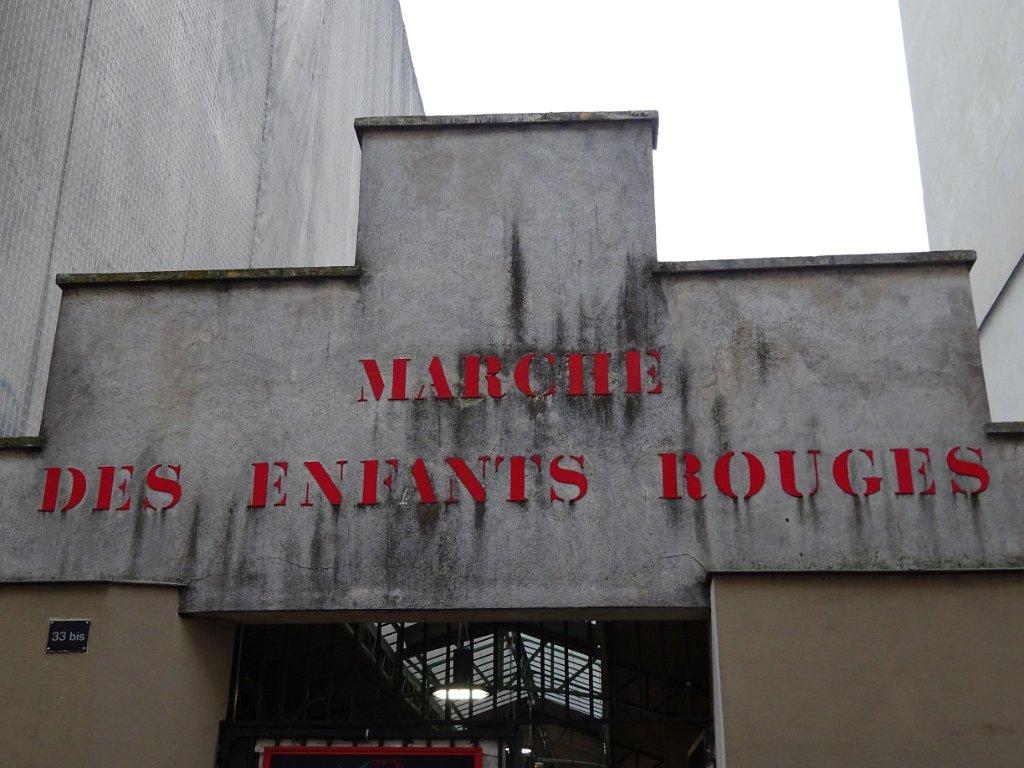 MARCHE
DES ENFANTS ROUGES
33 bis